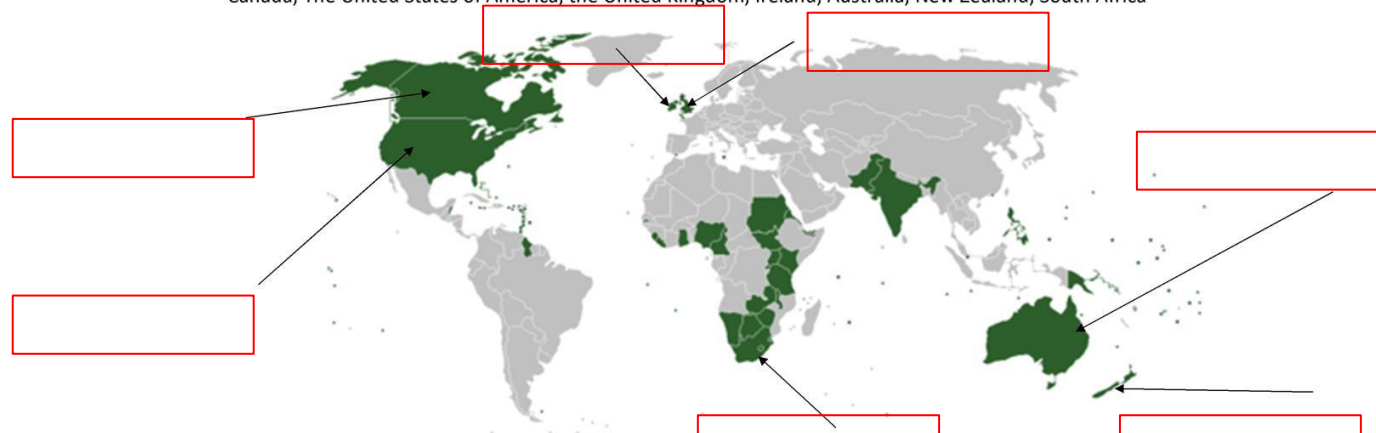 Canada, The United States of America, the United Kingdom, Ireland, Australia, New Zealand, South Africa